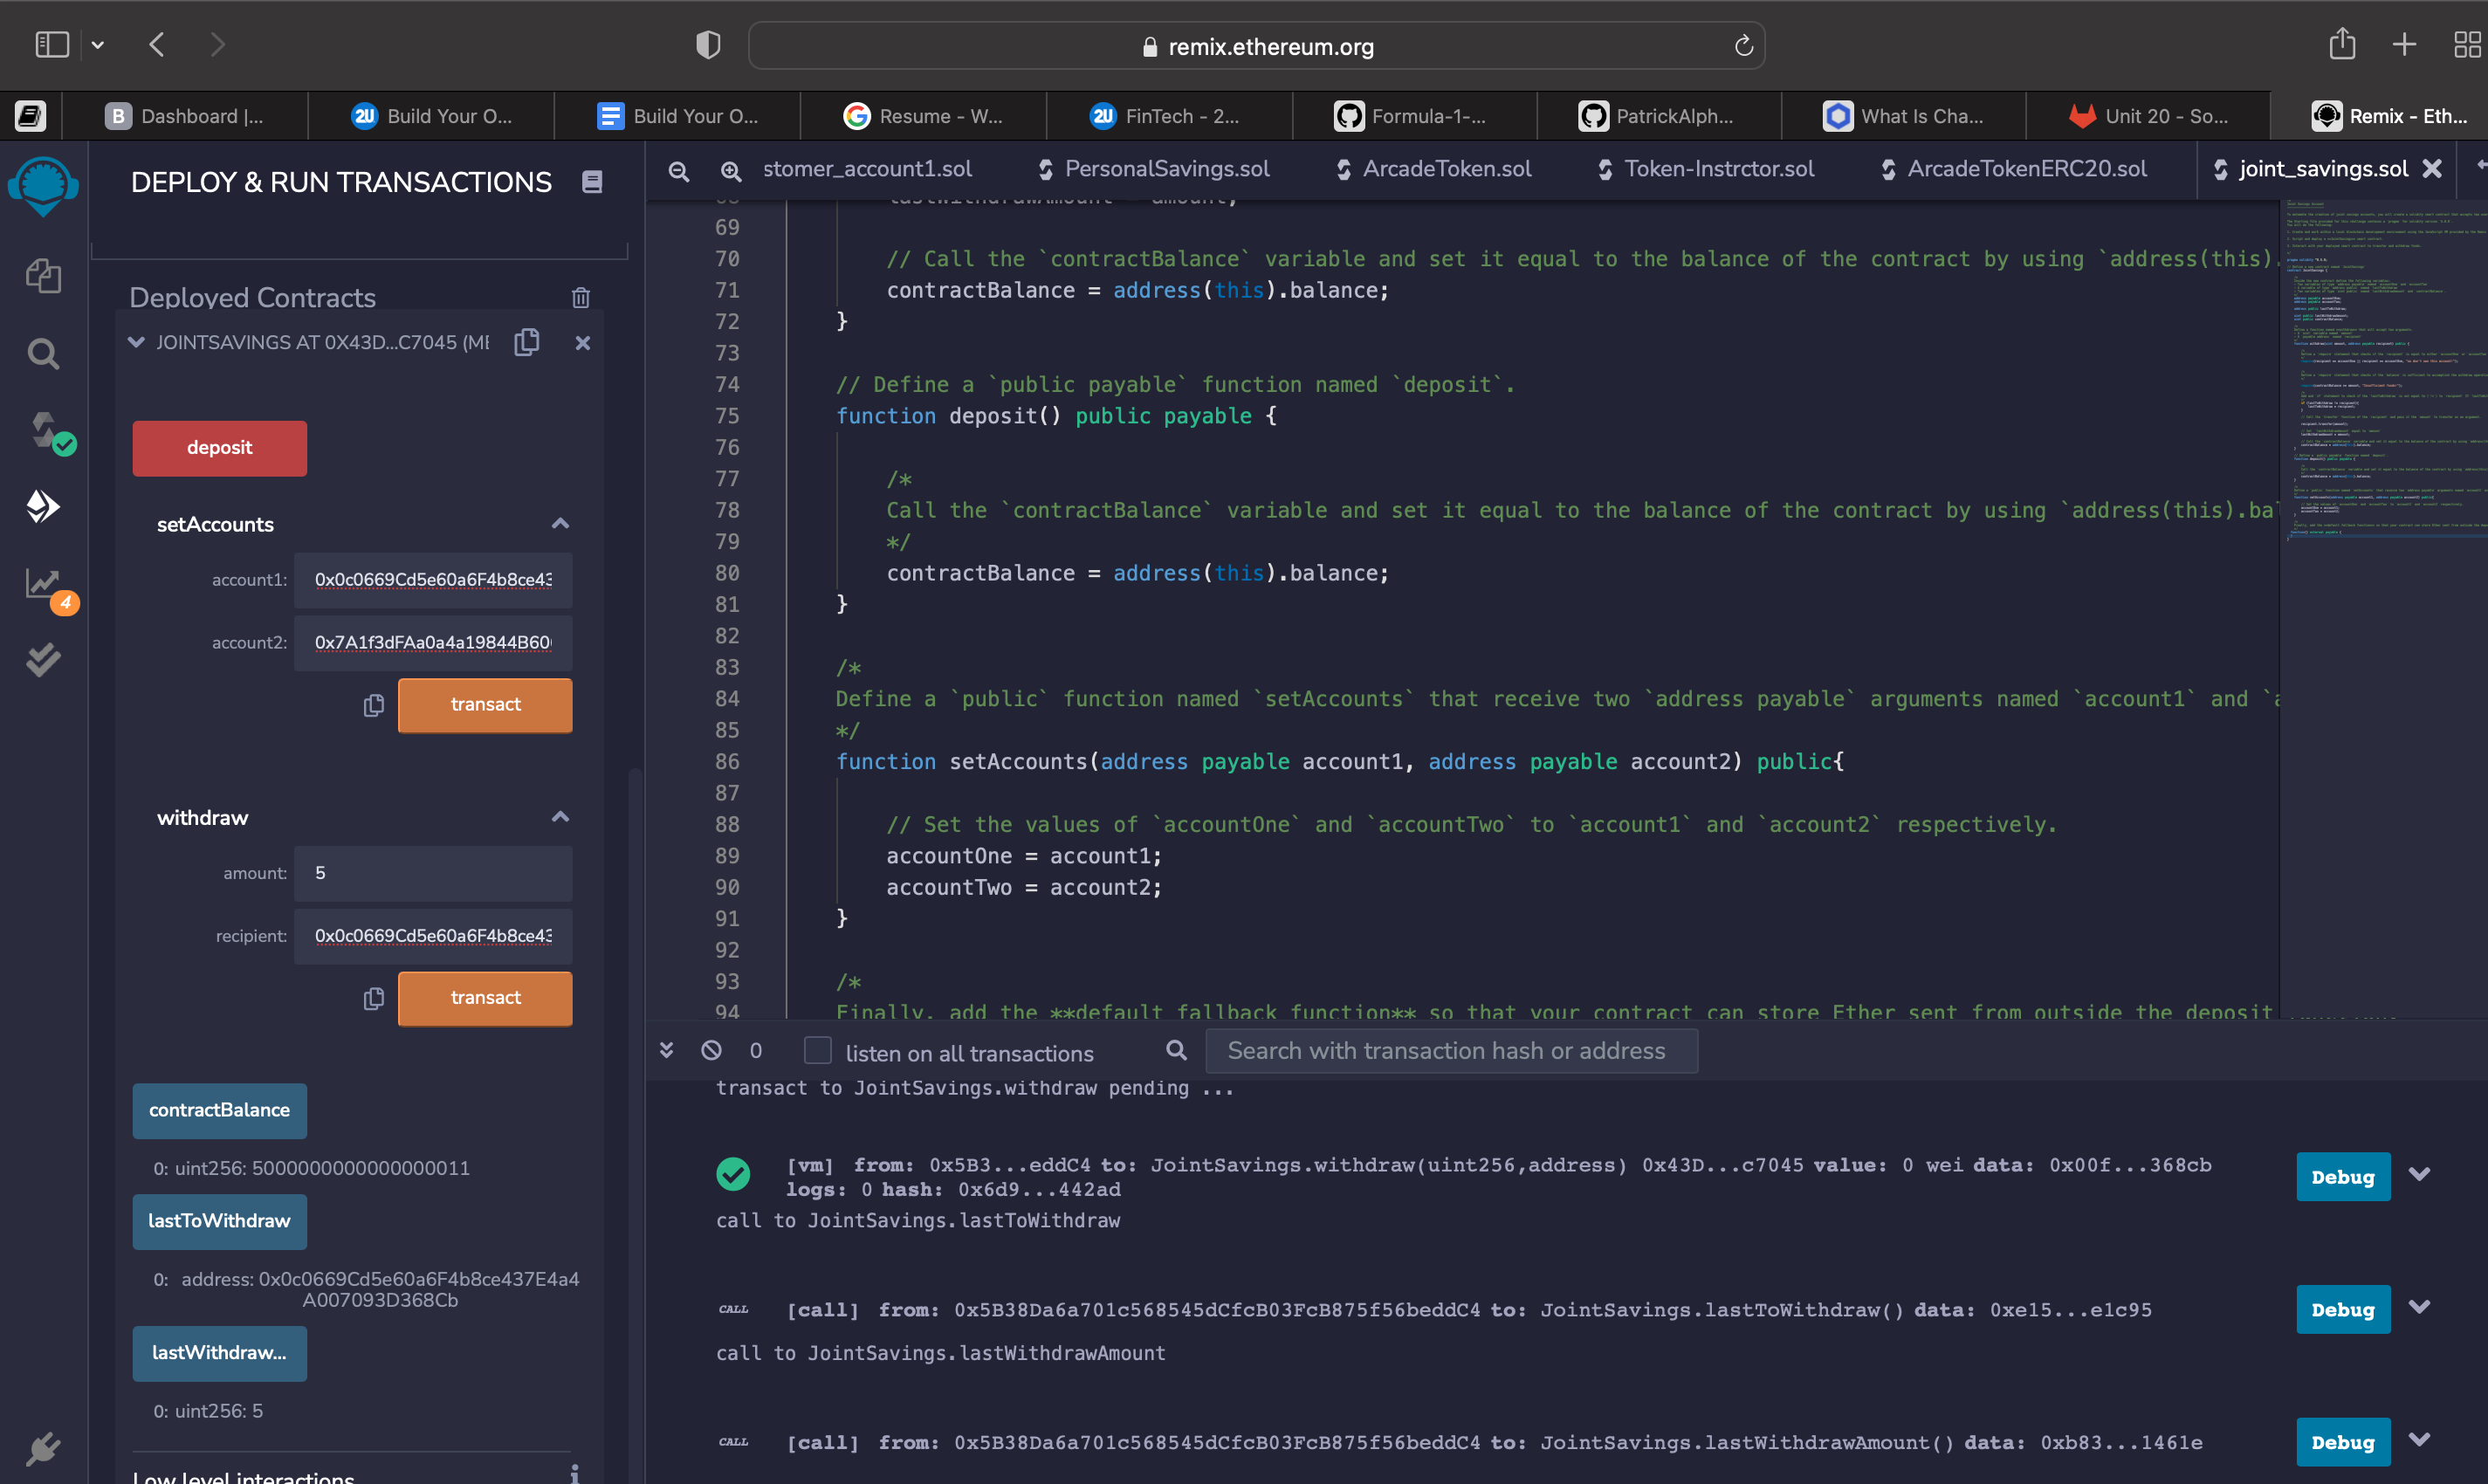 remix.ethereum.org
B Dashboard |...
2U Build Your O...
Build Your O...
G Resume - W...
2U FinTech - 2...
Formula-1-...
PatrickAlph...
What Is Cha...
Unit 20 - So...
Remix - Eth...
DEPLOY & RUN TRANSACTIONS
Deployed Contracts
JOINTSAVINGS AT 0X43D...C7045 (ME
deposit
setAccounts
account1: 0x0c0669Cd5e60a6F4b8ce43
account2: 0x7A1f3dFAa0a4a19844B60
transact
withdraw
amount: 5
recipient: 0x0c0669Cd5e60a6F4b8ce43
transact
contractBalance
0: uint256: 5000000000000000011
lastToWithdraw
0: address: 0x0c0669Cd5e60a6F4b8ce437E4a4
A007093D368Cb
lastWithdraw...
0: uint256: 5
Low level interactions
4
stomer_account1.sol
PersonalSavings.sol
ArcadeToken.sol
Token-Instrctor.sol
ArcadeTokenERC20.sol
joint_savings.sol
69
70 // Call the `contractBalance` variable and set it equal to the balance of the contract by using `address(this).
71 contractBalance = address(this).balance;
72 }
73
74 // Define a `public payable` function named `deposit`.
75 function deposit() public payable {
76
77 /*
78 Call the `contractBalance` variable and set it equal to the balance of the contract by using `address(this).bal
79 */
80 contractBalance = address(this).balance;
81 }
82
83 /*
84 Define a `public` function named `setAccounts` that receive two `address payable` arguments named `account1` and `a
85 */
86 function setAccounts(address payable account1, address payable account2) public{
87
88 // Set the values of `accountOne` and `accountTwo` to `account1` and `account2` respectively.
89 accountOne = account1;
90 accountTwo = account2;
91 }
92
93 /*
94 Finally, add the **default fallback function** so that your contract can store Ether sent from outside the deposit
0 listen on all transactions Search with transaction hash or address
transact to JointSavings.withdraw pending ...
[vm] from: 0x5B3...eddC4 to: JointSavings.withdraw(uint256,address) 0x43D...c7045 value: 0 wei data: 0x00f...368cb
logs: 0 hash: 0x6d9...442ad
Debug
call to JointSavings.lastToWithdraw
CALL [call] from: 0x5B38Da6a701c568545dCfcB03FcB875f56beddC4 to: JointSavings.lastToWithdraw() data: 0xe15...e1c95
Debug
call to JointSavings.lastWithdrawAmount
CALL [call] from: 0x5B38Da6a701c568545dCfcB03FcB875f56beddC4 to: JointSavings.lastWithdrawAmount() data: 0xb83...1461e
Debug